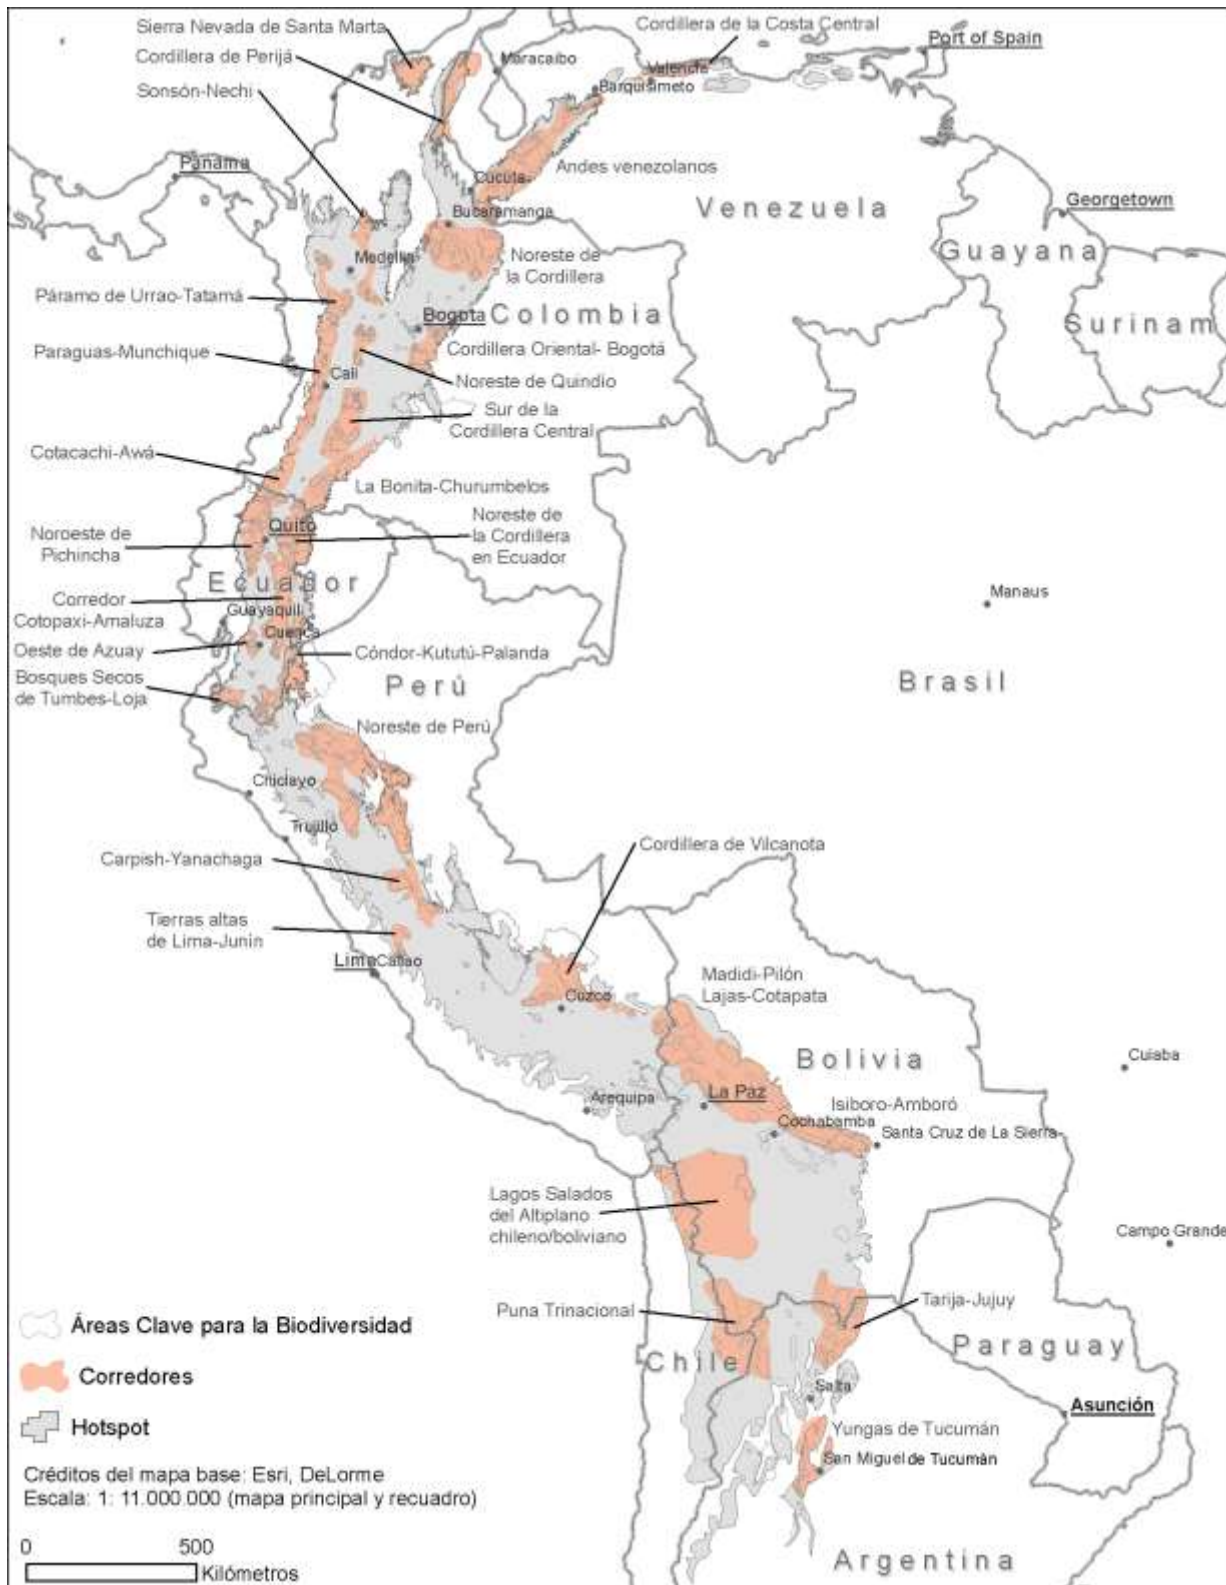 Sierra Nevada de Santa Marta
Cordillera de la Costa Central
Port of Spain
Cordillera de Perijá
Maracaibo
Valencia
Sonsón-Nechi
Barquisimeto
Panáma
Andes venezolanos
Cucuta
Venezuela
Georgetown
Bucaramanga
Guayana
Medellin
Noreste de
la Cordillera
Páramo de Urrao-Tatamá
Bogota
Colombia
Surinam
Paraguas-Munchique
Cordillera Oriental- Bogotá
Cali
Noreste de Quindio
Sur de la
Cordillera Central
Cotacachi-Awá
La Bonita-Churumbelos
Noroeste de
Pichincha
Quito
Noreste de
la Cordillera
en Ecuador
Ecuador
Corredor
Cotopaxi-Amaluza
Guayaquil
Manaus
Oeste de Azuay
Cuenca
Cóndor-Kututú-Palanda
Bosques Secos
de Tumbes-Loja
Perú
Brasil
Noreste de Perú
Chiclayo
Trujillo
Carpish-Yanachaga
Cordillera de Vilcanota
Tierras altas
de Lima-Junin
Lima
Callao
Cuzco
Madidi-Pilón
Lajas-Cotapata
Bolivia
Cuiaba
La Paz
Arequipa
Isiboro-Amboró
Cochabamba
Santa Cruz de La Sierra
Lagos Salados
del Altiplano
chileno/boliviano
Campo Grande
Puna Trinacional
Tarija-Jujuy
Áreas Clave para la Biodiversidad
Paraguay
Chile
Corredores
Salta
Asunción
Hotspot
Yungas de Tucumán
San Miguel de Tucumán
Créditos del mapa base: Esri, DeLorme
Escala: 1: 11.000.000 (mapa principal y recuadro)
0 500
Kilómetros
Argentina